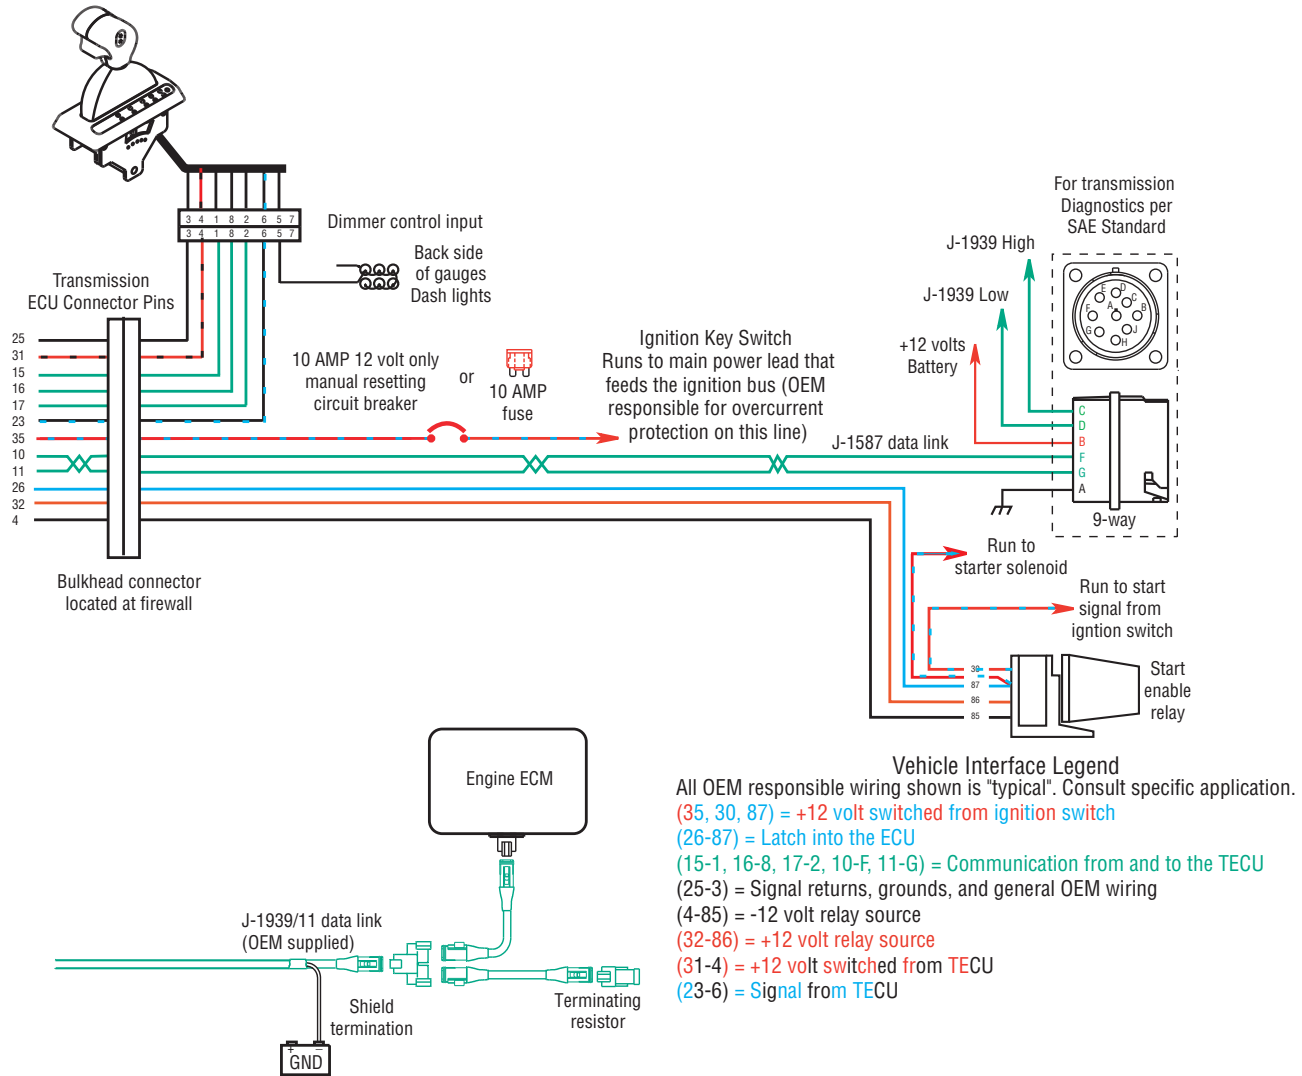 3 4 1 8 2 6 5 7
3 4 1 8 2 6 5 7
Dimmer control input
Back side
of gauges
Dash lights
Transmission
ECU Connector Pins
25
31
15
16
17
23
35
10
11
26
32
4
Bulkhead connector
located at firewall
10 AMP 12 volt only
manual resetting
circuit breaker
or
10 AMP
fuse
Ignition Key Switch
Runs to main power lead that
feeds the ignition bus (OEM
responsible for overcurrent
protection on this line)
J-1587 data link
For transmission
Diagnostics per
SAE Standard
J-1939 High
J-1939 Low
+12 volts
Battery
E D
C
F A B
G J
H
C
D
B
F
G
A
9-way
Run to
starter solenoid
Run to start
signal from
igntion switch
30
87
86
85
Start
enable
relay
Engine ECM
J-1939/11 data link
(OEM supplied)
Shield
termination
+ −
GND
Terminating
resistor
Vehicle Interface Legend
All OEM responsible wiring shown is "typical". Consult specific application.
(35, 30, 87) = +12 volt switched from ignition switch
(26-87) = Latch into the ECU
(15-1, 16-8, 17-2, 10-F, 11-G) = Communication from and to the TECU
(25-3) = Signal returns, grounds, and general OEM wiring
(4-85) = -12 volt relay source
(32-86) = +12 volt relay source
(31-4) = +12 volt switched from TECU
(23-6) = Signal from TECU